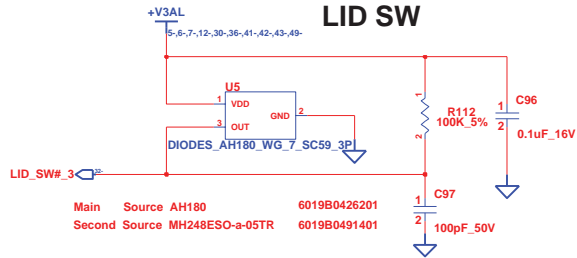 LID SW
+V3AL
5-,6-,7-,12-,30-,36-,41-,42-,43-,49-
U5
1 VDD
GND 2
3 OUT
DIODES_AH180_WG_7_SC59_3P
1
R112
100K_5%
2
C96
1
2
0.1uF_16V
LID_SW#_3 32-
C97
1
2
100pF_50V
Main Source AH180 6019B0426201
Second Source MH248ESO-a-05TR 6019B0491401